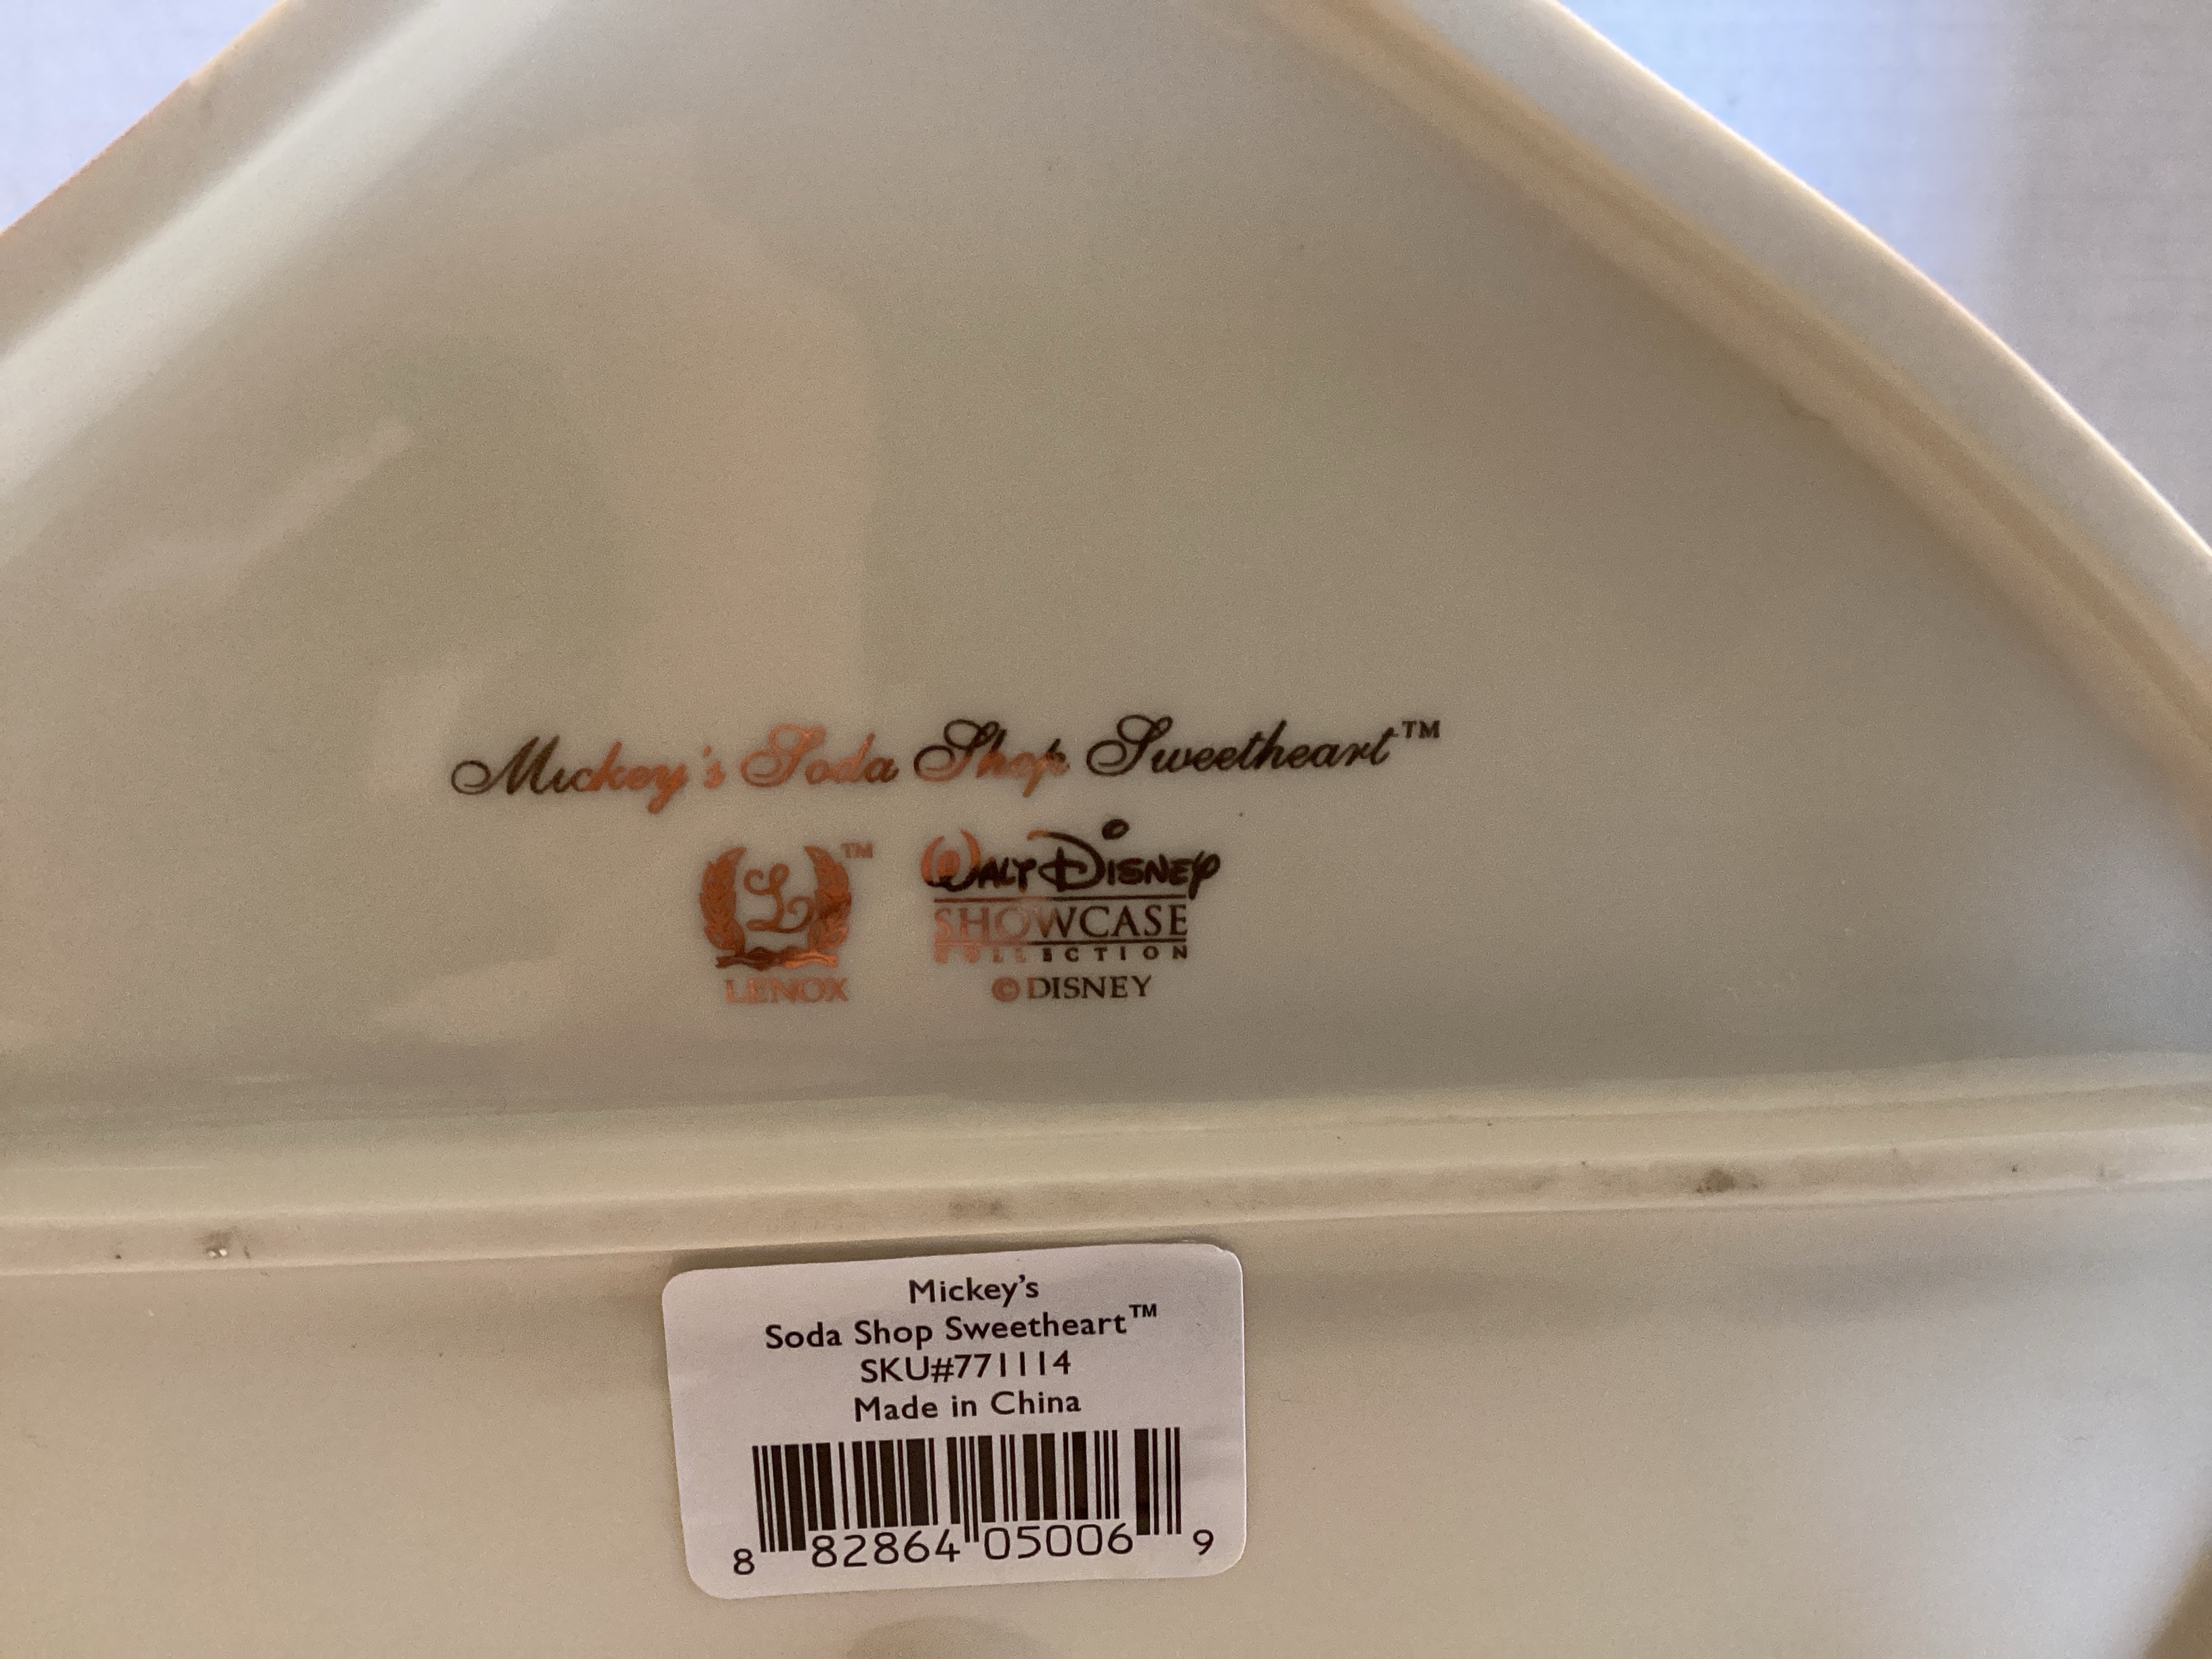 Mickey's Soda Shop Sweetheart™
L™
LENOX
WALT DISNEY
SHOWCASE
COLLECTION
© DISNEY
Mickey's
Soda Shop Sweetheart™
SKU#771114
Made in China
8 82864 05006 9